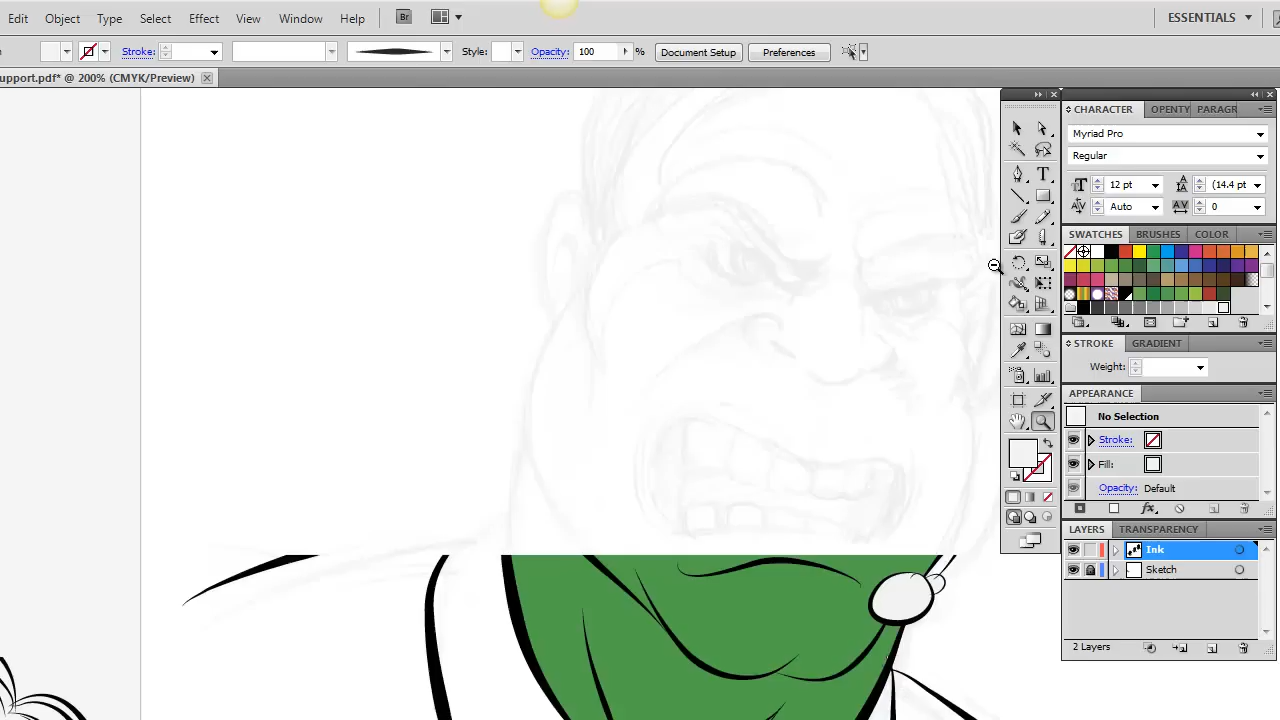 Edit Object Type Select Effect View Window Help Br ESSENTIALS
Stroke: Style: Opacity: 100 % Document Setup Preferences
upport.pdf* @ 200% (CMYK/Preview)
CHARACTER OPENTY PARAGR
Myriad Pro
Regular
12 pt (14.4 pt
Auto 0
SWATCHES BRUSHES COLOR
STROKE GRADIENT
Weight:
APPEARANCE
No Selection
Stroke:
Fill:
Opacity: Default
LAYERS TRANSPARENCY
Ink
Sketch
2 Layers